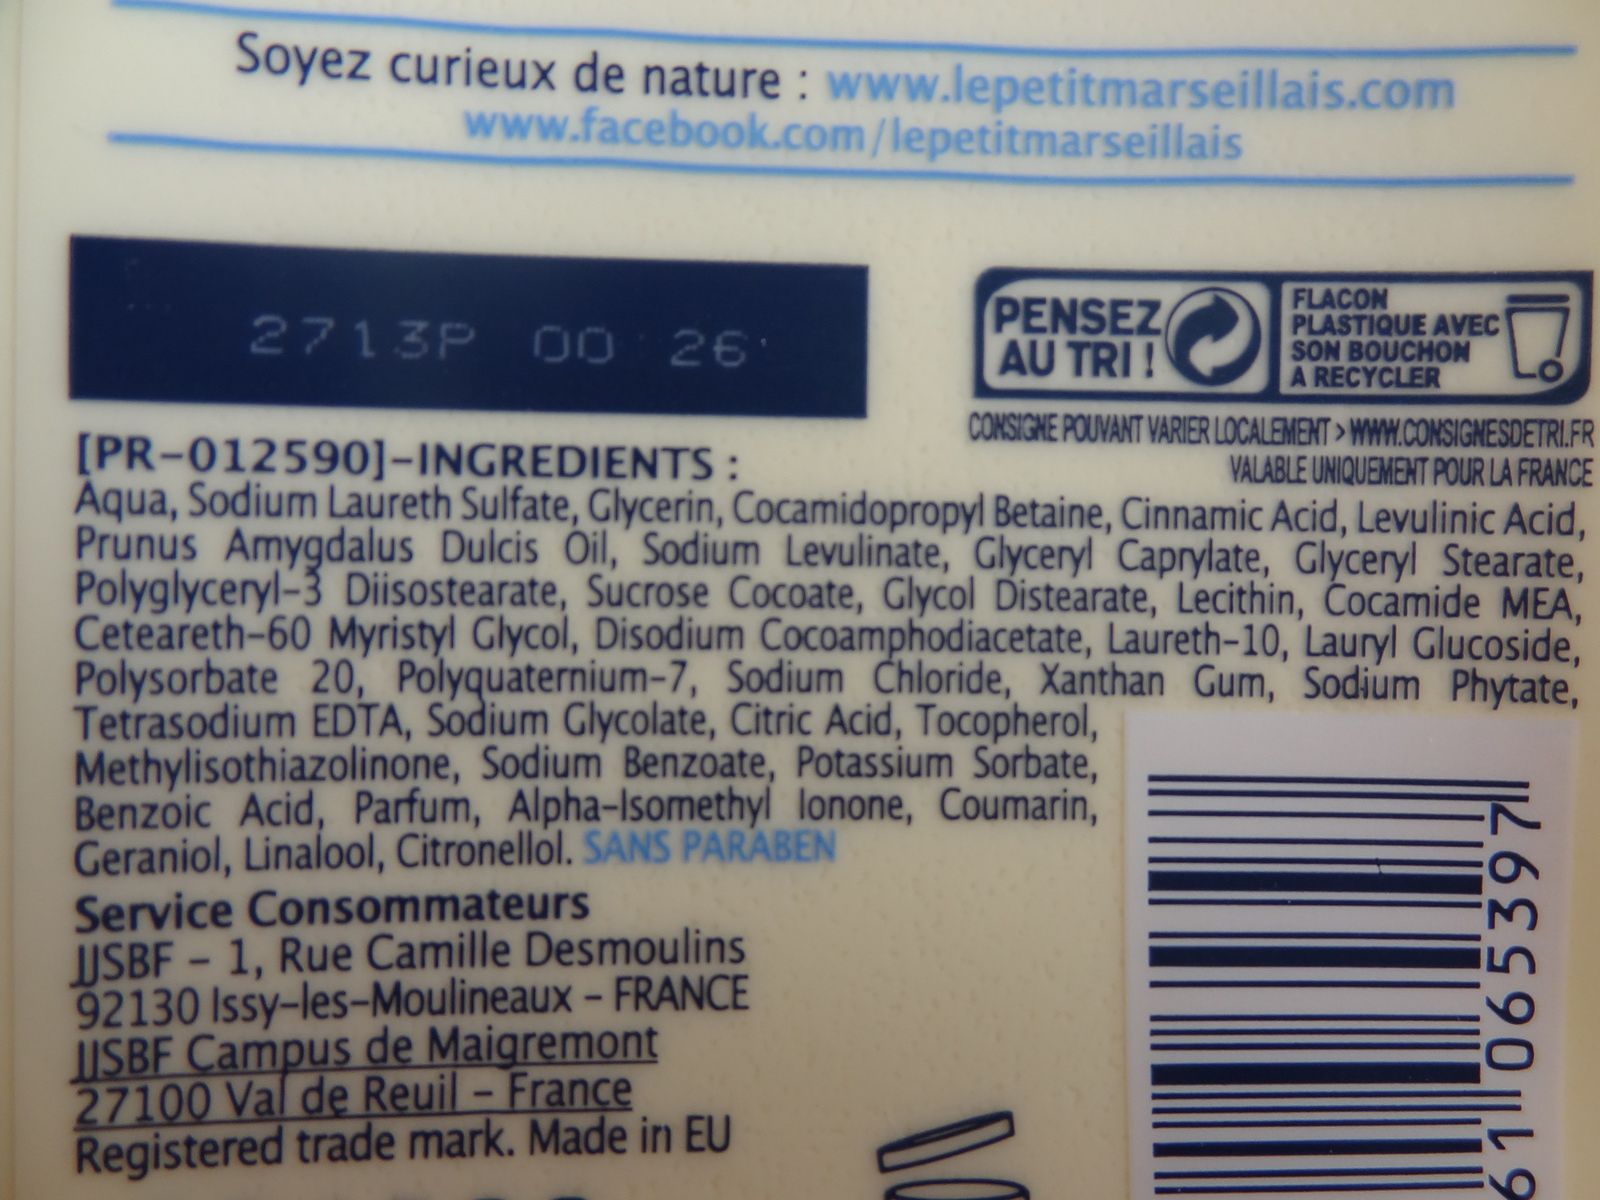 Soyez curieux de nature : www.lepetitmarseillais.com
www.facebook.com/lepetitmarseillais
2713P 00 26
PENSEZ
AU TRI !
FLACON
PLASTIQUE AVEC
SON BOUCHON
A RECYCLER
CONSIGNE POUVANT VARIER LOCALEMENT > WWW.CONSIGNESDETRI.FR
VALABLE UNIQUEMENT POUR LA FRANCE
[PR-012590]-INGREDIENTS :
Aqua, Sodium Laureth Sulfate, Glycerin, Cocamidopropyl Betaine, Cinnamic Acid, Levulinic Acid,
Prunus Amygdalus Dulcis Oil, Sodium Levulinate, Glyceryl Caprylate, Glyceryl Stearate,
Polyglyceryl-3 Diisostearate, Sucrose Cocoate, Glycol Distearate, Lecithin, Cocamide MEA,
Ceteareth-60 Myristyl Glycol, Disodium Cocoamphodiacetate, Laureth-10, Lauryl Glucoside,
Polysorbate 20, Polyquaternium-7, Sodium Chloride, Xanthan Gum, Sodium Phytate,
Tetrasodium EDTA, Sodium Glycolate, Citric Acid, Tocopherol,
Methylisothiazolinone, Sodium Benzoate, Potassium Sorbate,
Benzoic Acid, Parfum, Alpha-Isomethyl Ionone, Coumarin,
Geraniol, Linalool, Citronellol. SANS PARABEN
Service Consommateurs
JJSBF - 1, Rue Camille Desmoulins
92130 Issy-les-Moulineaux - FRANCE
JJSBF Campus de Maigremont
27100 Val de Reuil - France
Registered trade mark. Made in EU
61065397